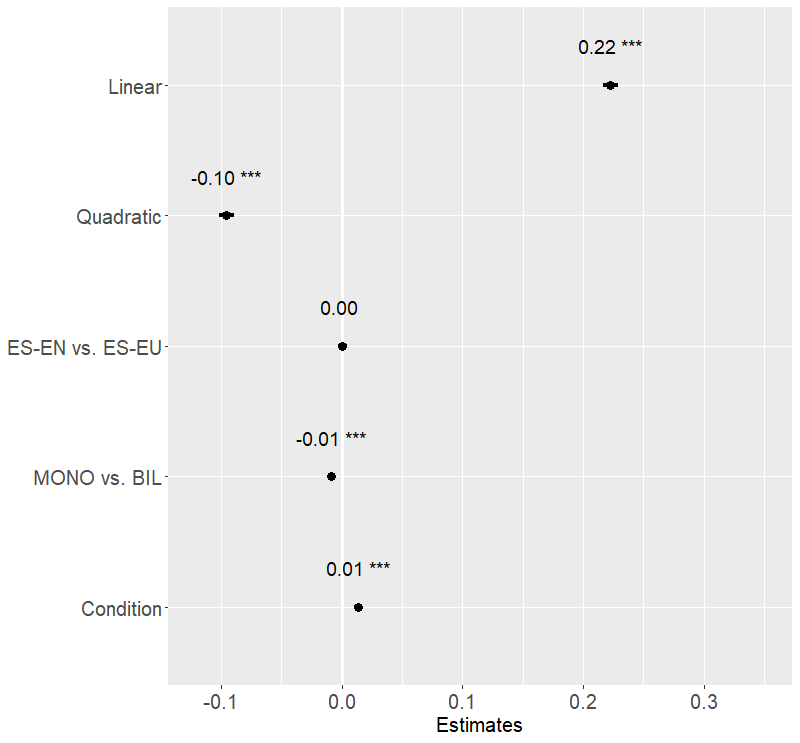 0.22 ***
Linear
-0.10 ***
Quadratic
0.00
ES-EN vs. ES-EU
-0.01 ***
MONO vs. BIL
0.01 ***
Condition
-0.1 0.0 0.1 0.2 0.3
Estimates